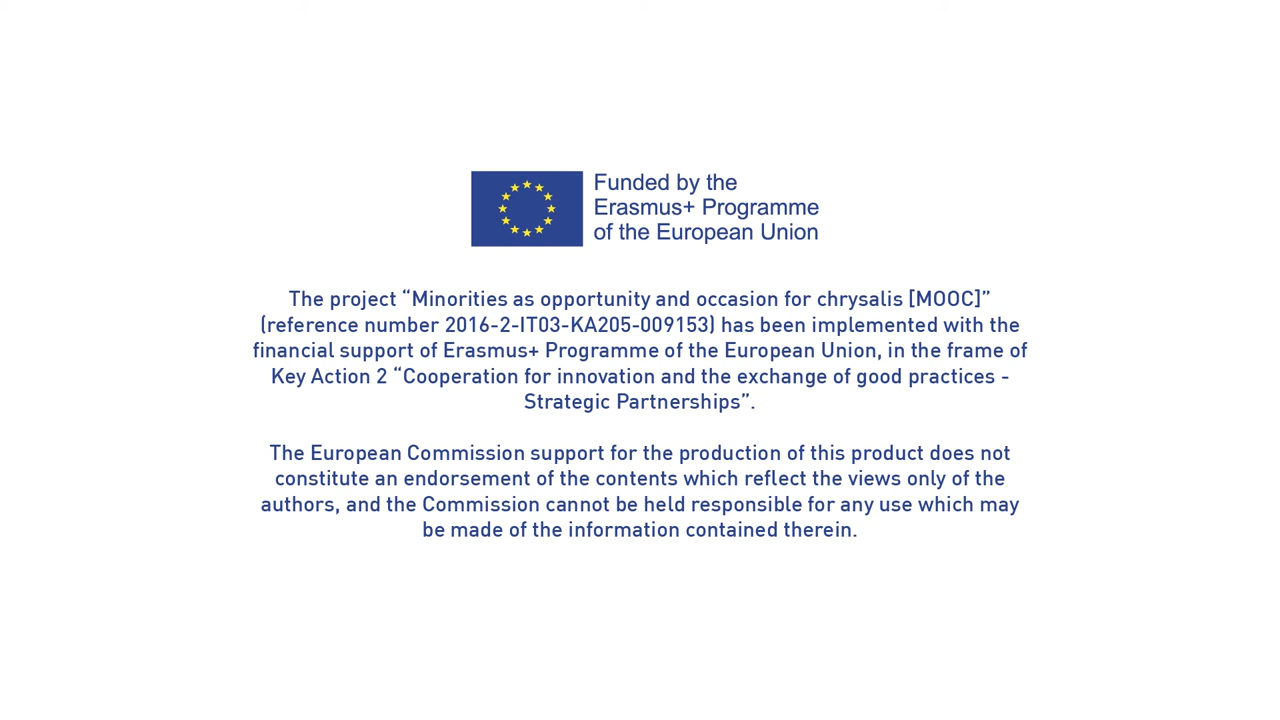 Funded by the
Erasmus+ Programme
of the European Union
The project “Minorities as opportunity and occasion for chrysalis [MOOC]”
(reference number 2016-2-IT03-KA205-009153) has been implemented with the
financial support of Erasmus+ Programme of the European Union, in the frame of
Key Action 2 “Cooperation for innovation and the exchange of good practices -
Strategic Partnerships”.
The European Commission support for the production of this product does not
constitute an endorsement of the contents which reflect the views only of the
authors, and the Commission cannot be held responsible for any use which may
be made of the information contained therein.